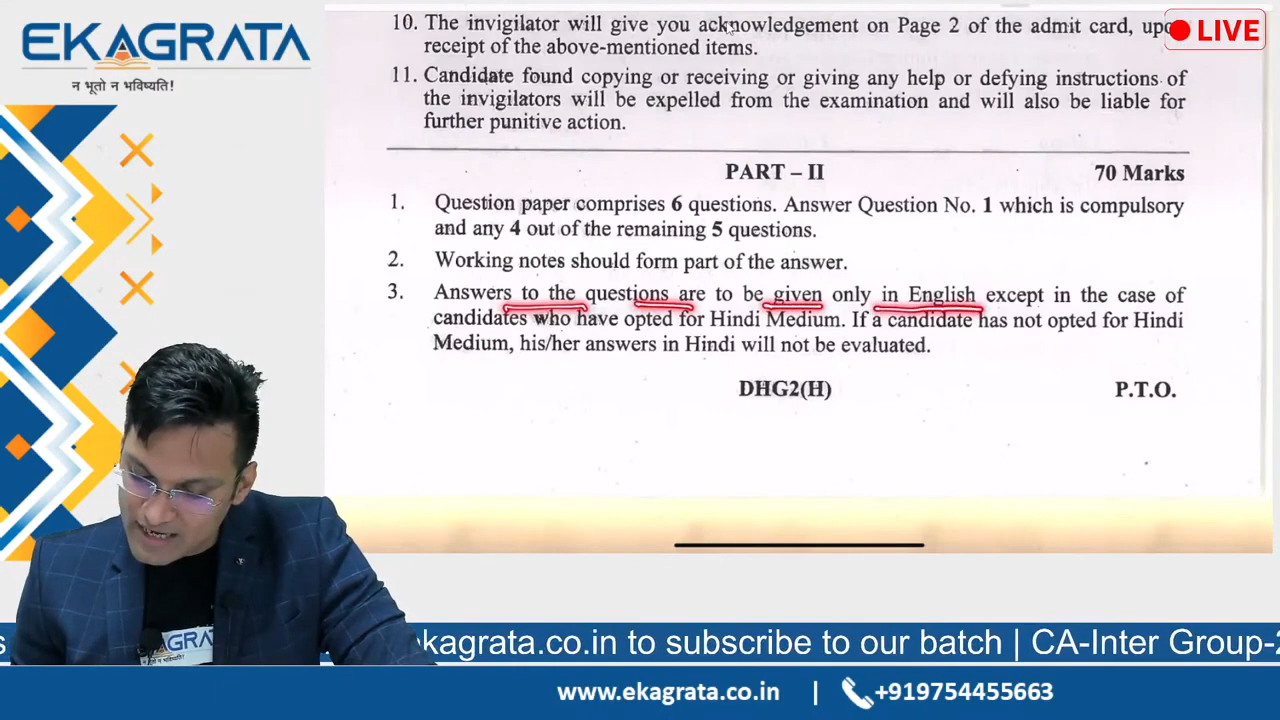 EKAGRATA
न भूतो न भविष्यति!
LIVE
10. The invigilator will give you acknowledgement on Page 2 of the admit card,
receipt of the above-mentioned items.
11. Candidate found copying or receiving or giving any help or defying instructions of
the invigilators will be expelled from the examination and will also be liable for
further punitive action.
PART – II 70 Marks
1. Question paper comprises 6 questions. Answer Question No. 1 which is compulsory
and any 4 out of the remaining 5 questions.
2. Working notes should form part of the answer.
3. Answers to the questions are to be given only in English except in the case of
candidates who have opted for Hindi Medium. If a candidate has not opted for Hindi
Medium, his/her answers in Hindi will not be evaluated.
DHG2(H) P.T.O.
EKAGRATA
ekagrata.co.in to subscribe to our batch | CA-Inter Group-2
www.ekagrata.co.in | +919754455663